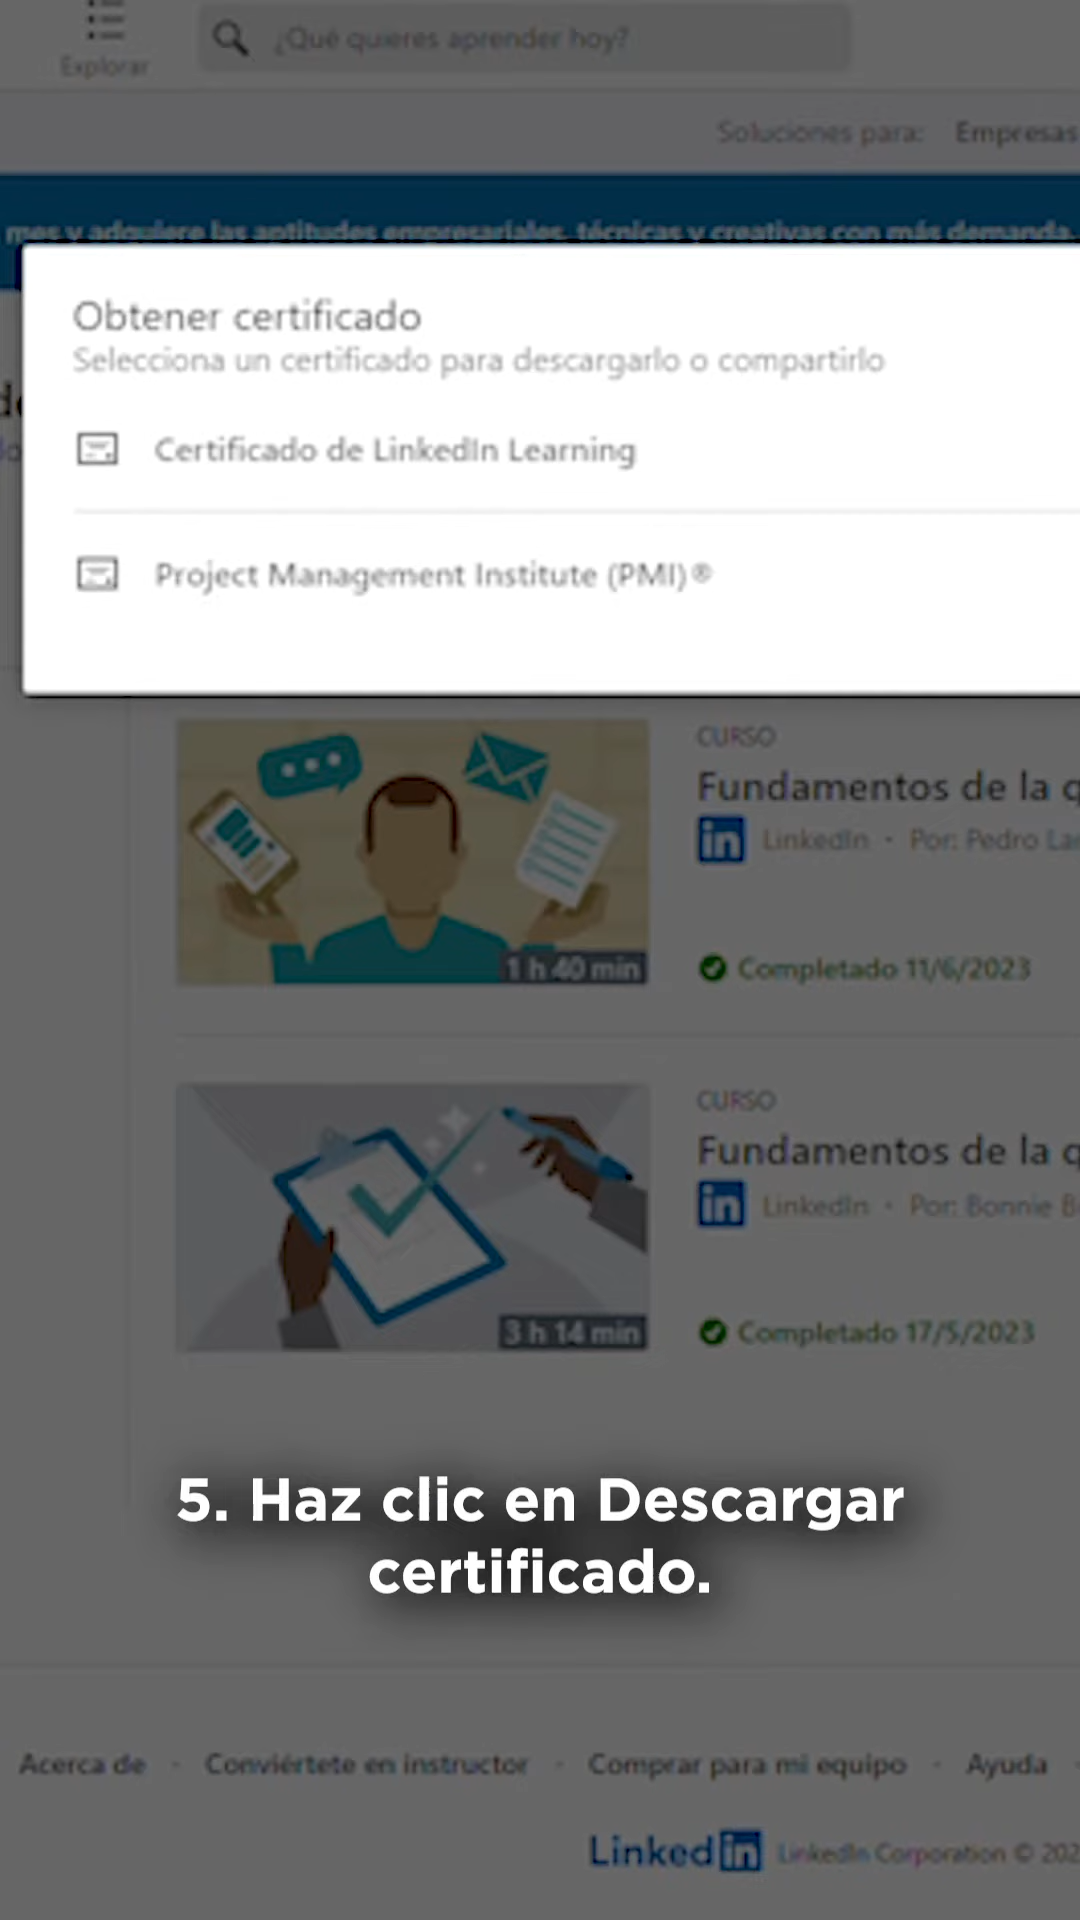 ¿Qué quieres aprender hoy?
Explorar
Soluciones para: Empresas
mes y adquiere las aptitudes empresariales, técnicas y creativas con más demanda.
Obtener certificado
Selecciona un certificado para descargarlo o compartirlo
Certificado de LinkedIn Learning
Project Management Institute (PMI)®
CURSO
Fundamentos de la
in LinkedIn · Por: Pedro
1 h 40 min
Completado 11/6/2023
CURSO
Fundamentos de la
in LinkedIn · Por: Bonnie
3 h 14 min
Completado 17/5/2023
5. Haz clic en Descargar
certificado.
Acerca de · Conviértete en instructor · Comprar para mi equipo · Ayuda
Linked in LinkedIn Corporation ©